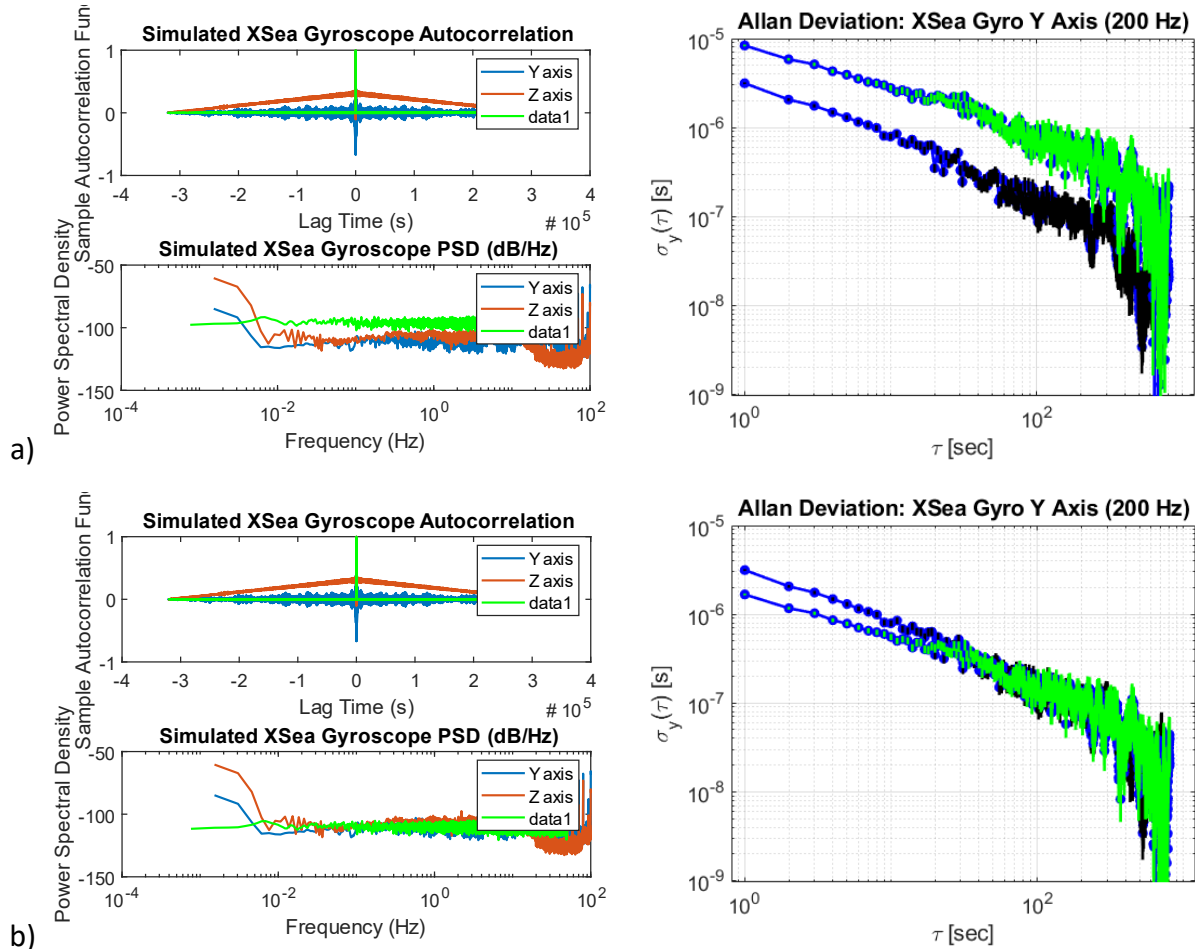 Simulated XSea Gyroscope Autocorrelation
Sample Autocorrelation Fun
1
0
-1
Y axis
Z axis
data1
-4 -3 -2 -1 0 1 2 3 4
Lag Time (s)
# 10^5
Simulated XSea Gyroscope PSD (dB/Hz)
Power Spectral Density
-50
-100
-150
Y axis
Z axis
data1
10^-4 10^-2 10^0 10^2
Frequency (Hz)
Allan Deviation: XSea Gyro Y Axis (200 Hz)
σ_y(τ) [s]
10^-5
10^-6
10^-7
10^-8
10^-9
10^0 10^2
τ [sec]
a)
Simulated XSea Gyroscope Autocorrelation
Sample Autocorrelation Fun
1
0
-1
Y axis
Z axis
data1
-4 -3 -2 -1 0 1 2 3 4
Lag Time (s)
# 10^5
Simulated XSea Gyroscope PSD (dB/Hz)
Power Spectral Density
-50
-100
-150
Y axis
Z axis
data1
10^-4 10^-2 10^0 10^2
Frequency (Hz)
Allan Deviation: XSea Gyro Y Axis (200 Hz)
σ_y(τ) [s]
10^-5
10^-6
10^-7
10^-8
10^-9
10^0 10^2
τ [sec]
b)